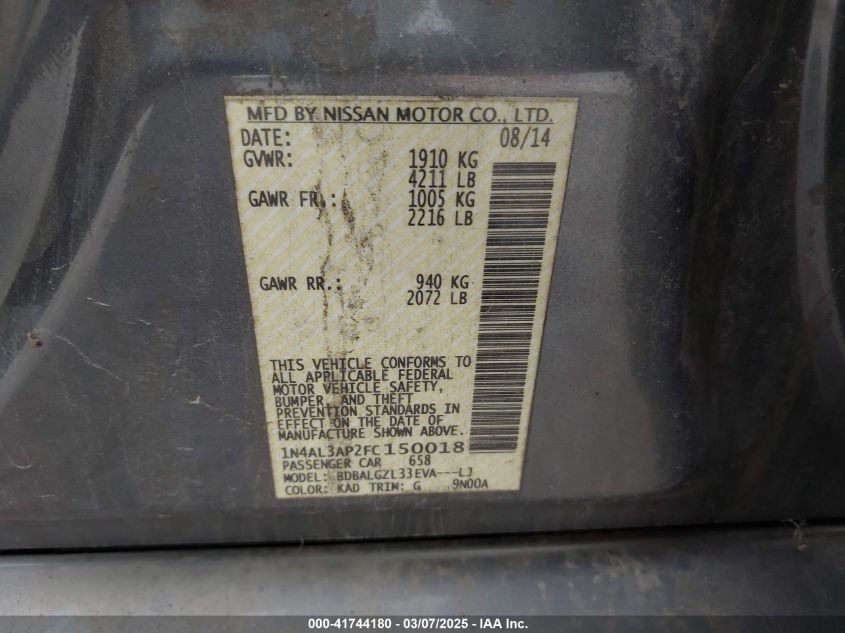 MFD BY NISSAN MOTOR CO., LTD.
DATE: 08/14
GVWR: 1910 KG
4211 LB
GAWR FR.: 1005 KG
2216 LB
GAWR RR.: 940 KG
2072 LB
THIS VEHICLE CONFORMS TO
ALL APPLICABLE FEDERAL
MOTOR VEHICLE SAFETY,
BUMPER, AND THEFT
PREVENTION STANDARDS IN
EFFECT ON THE DATE OF
MANUFACTURE SHOWN ABOVE.
1N4AL3AP2FC150018
PASSENGER CAR 658
MODEL: BDBALGZL33EVA---LJ
COLOR: KAD TRIM: G 9N00A
000-41744180 - 03/07/2025 - IAA Inc.